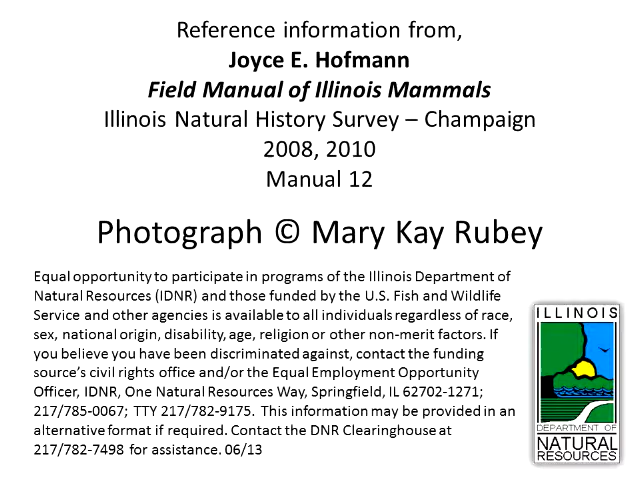 Reference information from,
Joyce E. Hofmann
Field Manual of Illinois Mammals
Illinois Natural History Survey – Champaign
2008, 2010
Manual 12
Photograph © Mary Kay Rubey
Equal opportunity to participate in programs of the Illinois Department of
Natural Resources (IDNR) and those funded by the U.S. Fish and Wildlife
Service and other agencies is available to all individuals regardless of race,
sex, national origin, disability, age, religion or other non-merit factors. If
you believe you have been discriminated against, contact the funding
source's civil rights office and/or the Equal Employment Opportunity
Officer, IDNR, One Natural Resources Way, Springfield, IL 62702-1271;
217/785-0067; TTY 217/782-9175. This information may be provided in an
alternative format if required. Contact the DNR Clearinghouse at
217/782-7498 for assistance. 06/13
ILLINOIS
DEPARTMENT OF
NATURAL
RESOURCES